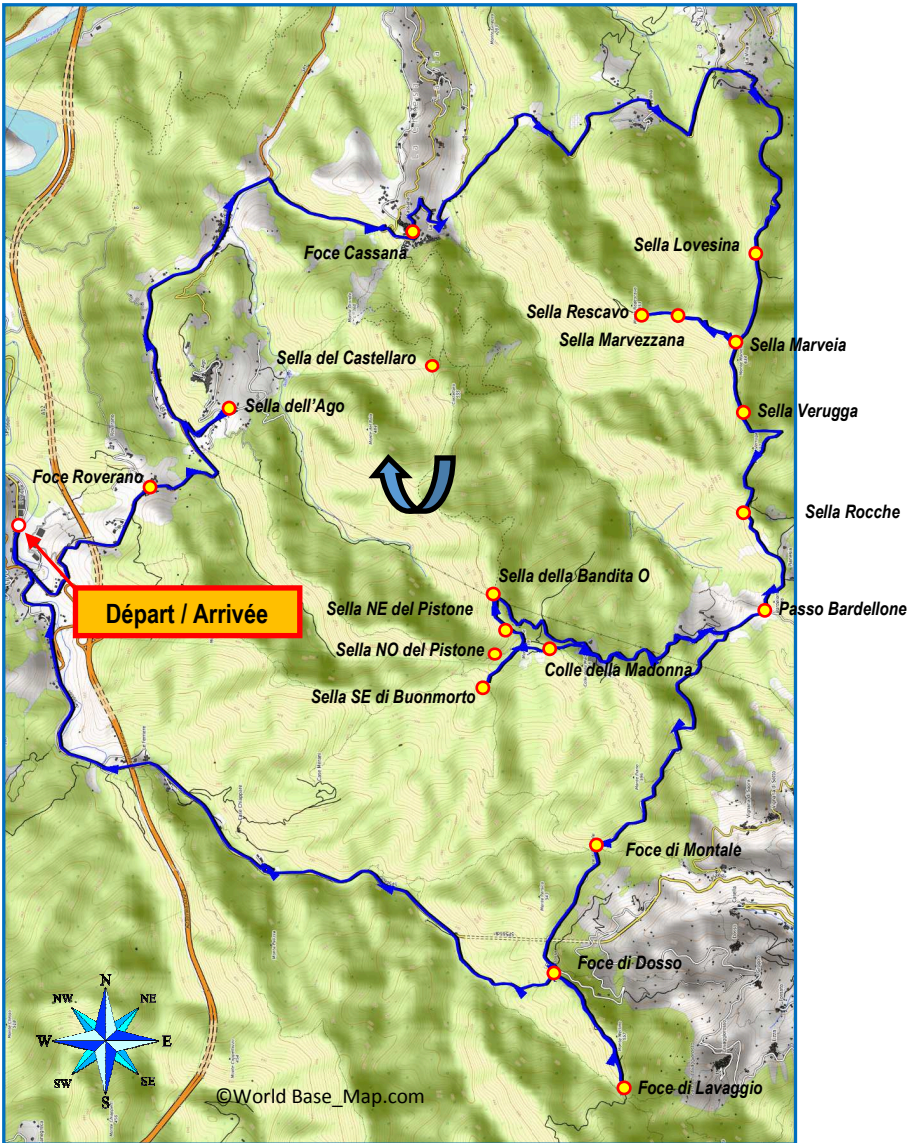 Foce Cassana
Sella Lovesina
Sella Rescavo
Sella Marvezzana
Sella Marveia
Sella del Castellaro
Sella dell'Ago
Sella Verugga
Foce Roverano
Sella Rocche
Sella della Bandita O
Départ / Arrivée
Sella NE del Pistone
Passo Bardellone
Sella NO del Pistone
Colle della Madonna
Sella SE di Buonmorto
Foce di Montale
Foce di Dosso
N
NW
NE
W
E
SW
SE
S
Foce di Lavaggio
©World Base_Map.com